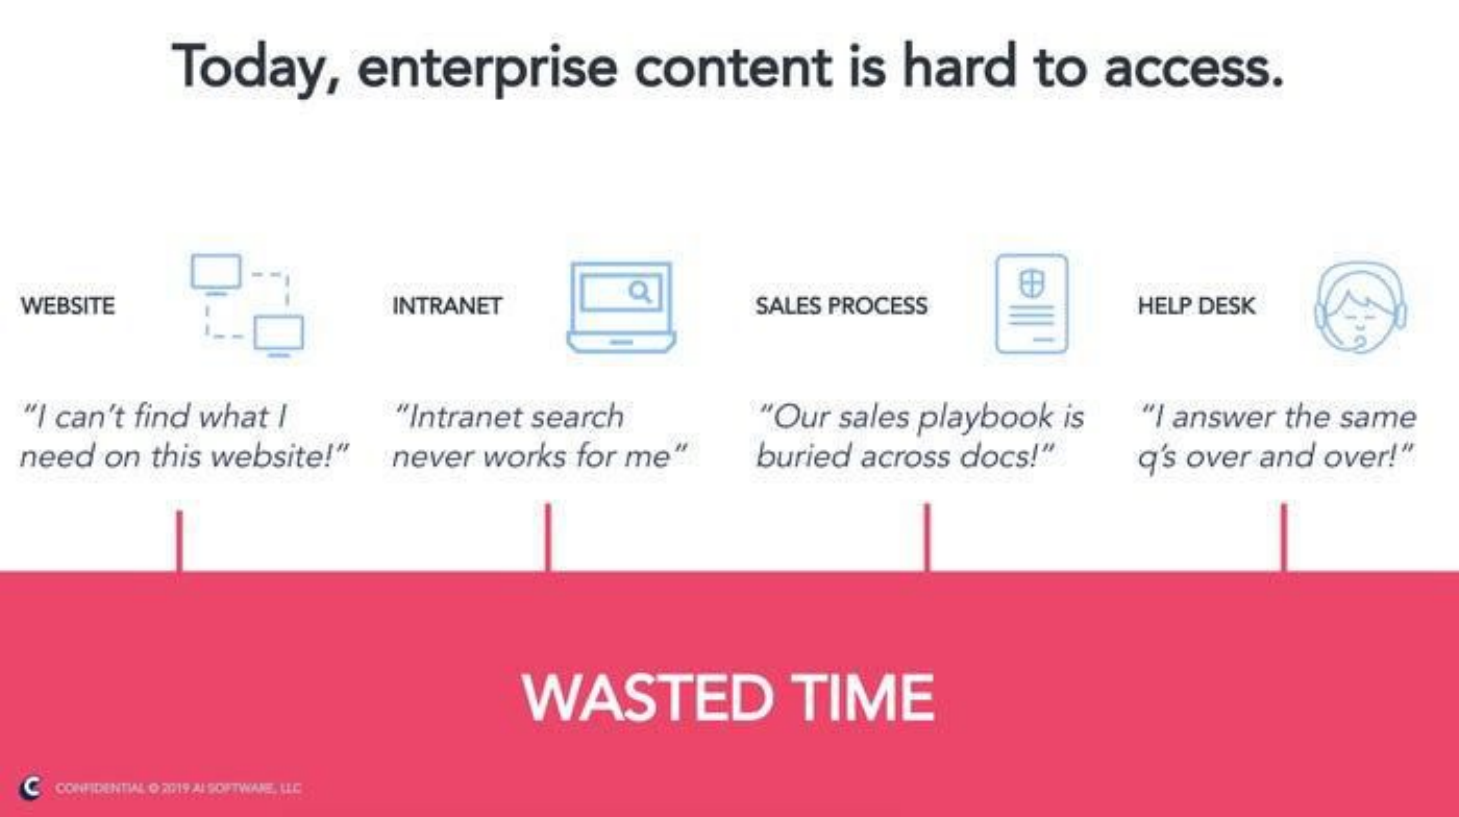 Today, enterprise content is hard to access.
WEBSITE
INTRANET
SALES PROCESS
HELP DESK
"I can't find what I
need on this website!"
"Intranet search
never works for me"
"Our sales playbook is
buried across docs!"
"I answer the same
q's over and over!"
WASTED TIME
C CONFIDENTIAL © 2019 AI SOFTWARE, LLC